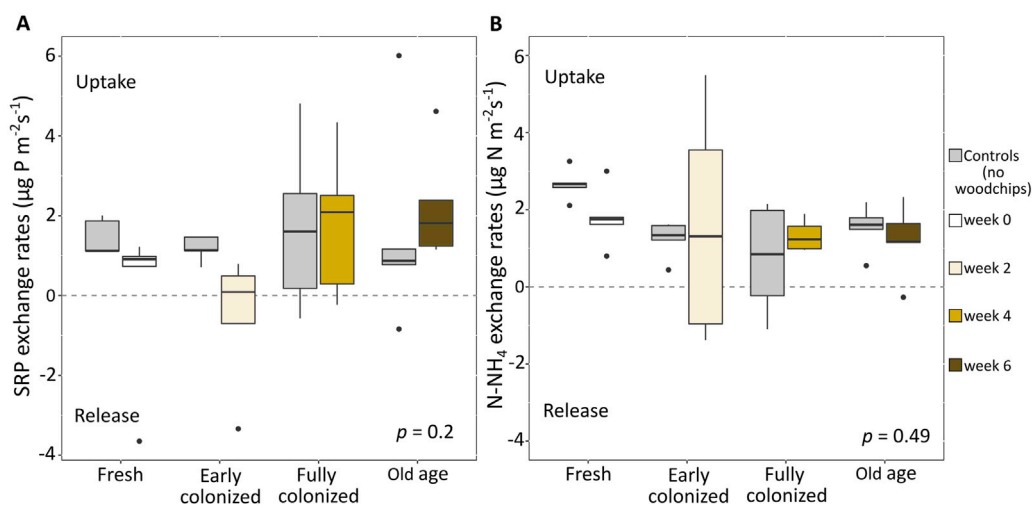 A
SRP exchange rates (µg P m-2s-1)
6
4
2
0
-2
-4
Uptake
Release
p = 0.2
Fresh
Early
colonized
Fully
colonized
Old age
B
N-NH4 exchange rates (µg N m-2s-1)
6
4
2
0
-2
-4
Uptake
Release
p = 0.49
Fresh
Early
colonized
Fully
colonized
Old age
Controls
(no
woodchips)
week 0
week 2
week 4
week 6